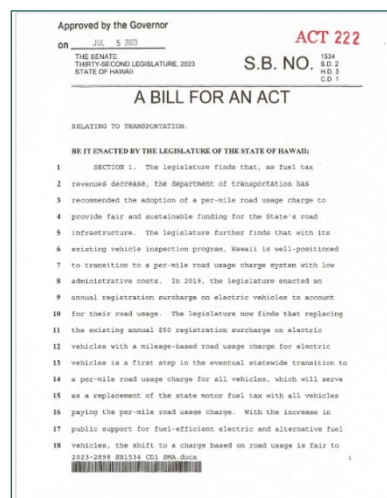 Approved by the Governor
on JUL 5 2023
ACT 222
THE SENATE
THIRTY-SECOND LEGISLATURE, 2023
STATE OF HAWAII
S.B. NO. 1534
S.D. 2
H.D. 3
C.D. 1
A BILL FOR AN ACT
RELATING TO TRANSPORTATION.
BE IT ENACTED BY THE LEGISLATURE OF THE STATE OF HAWAII:
1 SECTION 1. The legislature finds that, as fuel tax
2 revenues decrease, the department of transportation has
3 recommended the adoption of a per-mile road usage charge to
4 provide fair and sustainable funding for the State's road
5 infrastructure. The legislature further finds that with its
6 existing vehicle inspection program, Hawaii is well-positioned
7 to transition to a per-mile road usage charge system with low
8 administrative costs. In 2019, the legislature enacted an
9 annual registration surcharge on electric vehicles to account
10 for their road usage. The legislature now finds that replacing
11 the existing annual $50 registration surcharge on electric
12 vehicles with a mileage-based road usage charge for electric
13 vehicles is a first step in the eventual statewide transition to
14 a per-mile road usage charge for all vehicles, which will serve
15 as a replacement of the state motor fuel tax with all vehicles
16 paying the per-mile road usage charge. With the increase in
17 public support for fuel-efficient electric and alternative fuel
18 vehicles, the shift to a charge based on road usage is fair to
2023-2898 SB1534 CD1 SMA.docx 1